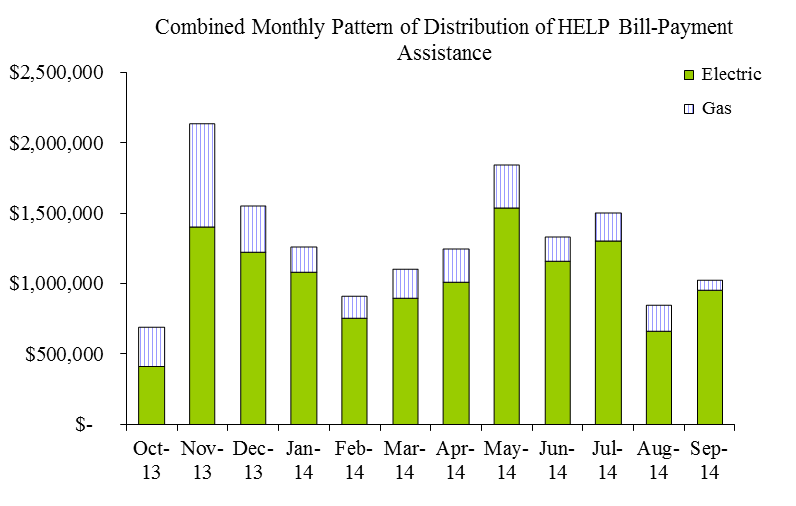 Combined Monthly Pattern of Distribution of HELP Bill-Payment
Assistance
$2,500,000
$2,000,000
$1,500,000
$1,000,000
$500,000
$-
Electric
Gas
Oct- Nov- Dec- Jan- Feb- Mar- Apr- May- Jun- Jul- Aug- Sep-
13 13 13 14 14 14 14 14 14 14 14 14